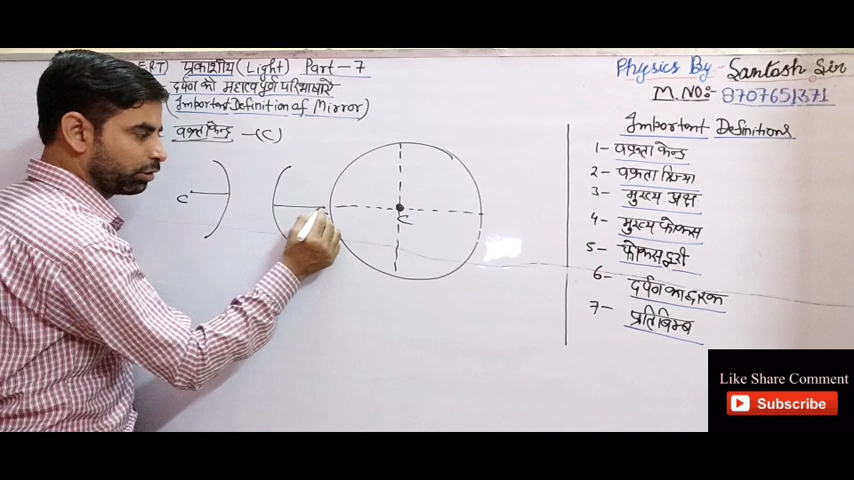 E.R.T) प्रकाशीय (Light) Part-7
दर्पण की महत्वपूर्ण परिभाषाऐं
(Important Definition of Mirror)
वक्रता केन्द्र -(C)
C
C
Physics By - Santosh Sir
M.NO:- 8707651371
Important Definitions
1- वक्रता केन्द्र
2- वक्रता त्रिज्या
3- मुख्य अक्ष
4- मुख्य फोकस
5- फोकस दूरी
6- दर्पण का द्वारक
7- प्रतिबिम्ब
Like Share Comment
Subscribe